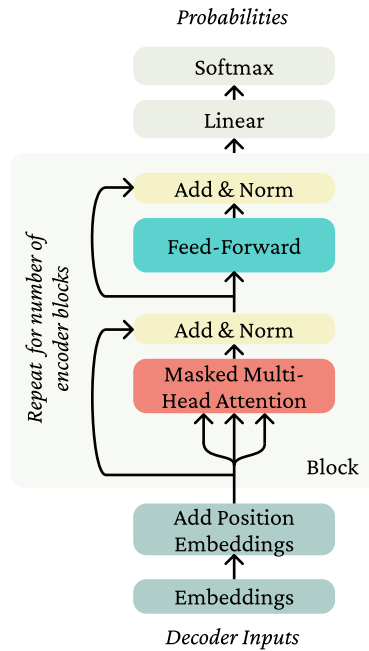 Probabilities
Softmax
Linear
Add & Norm
Feed-Forward
Repeat for number of
encoder blocks
Add & Norm
Masked Multi-
Head Attention
Block
Add Position
Embeddings
Embeddings
Decoder Inputs